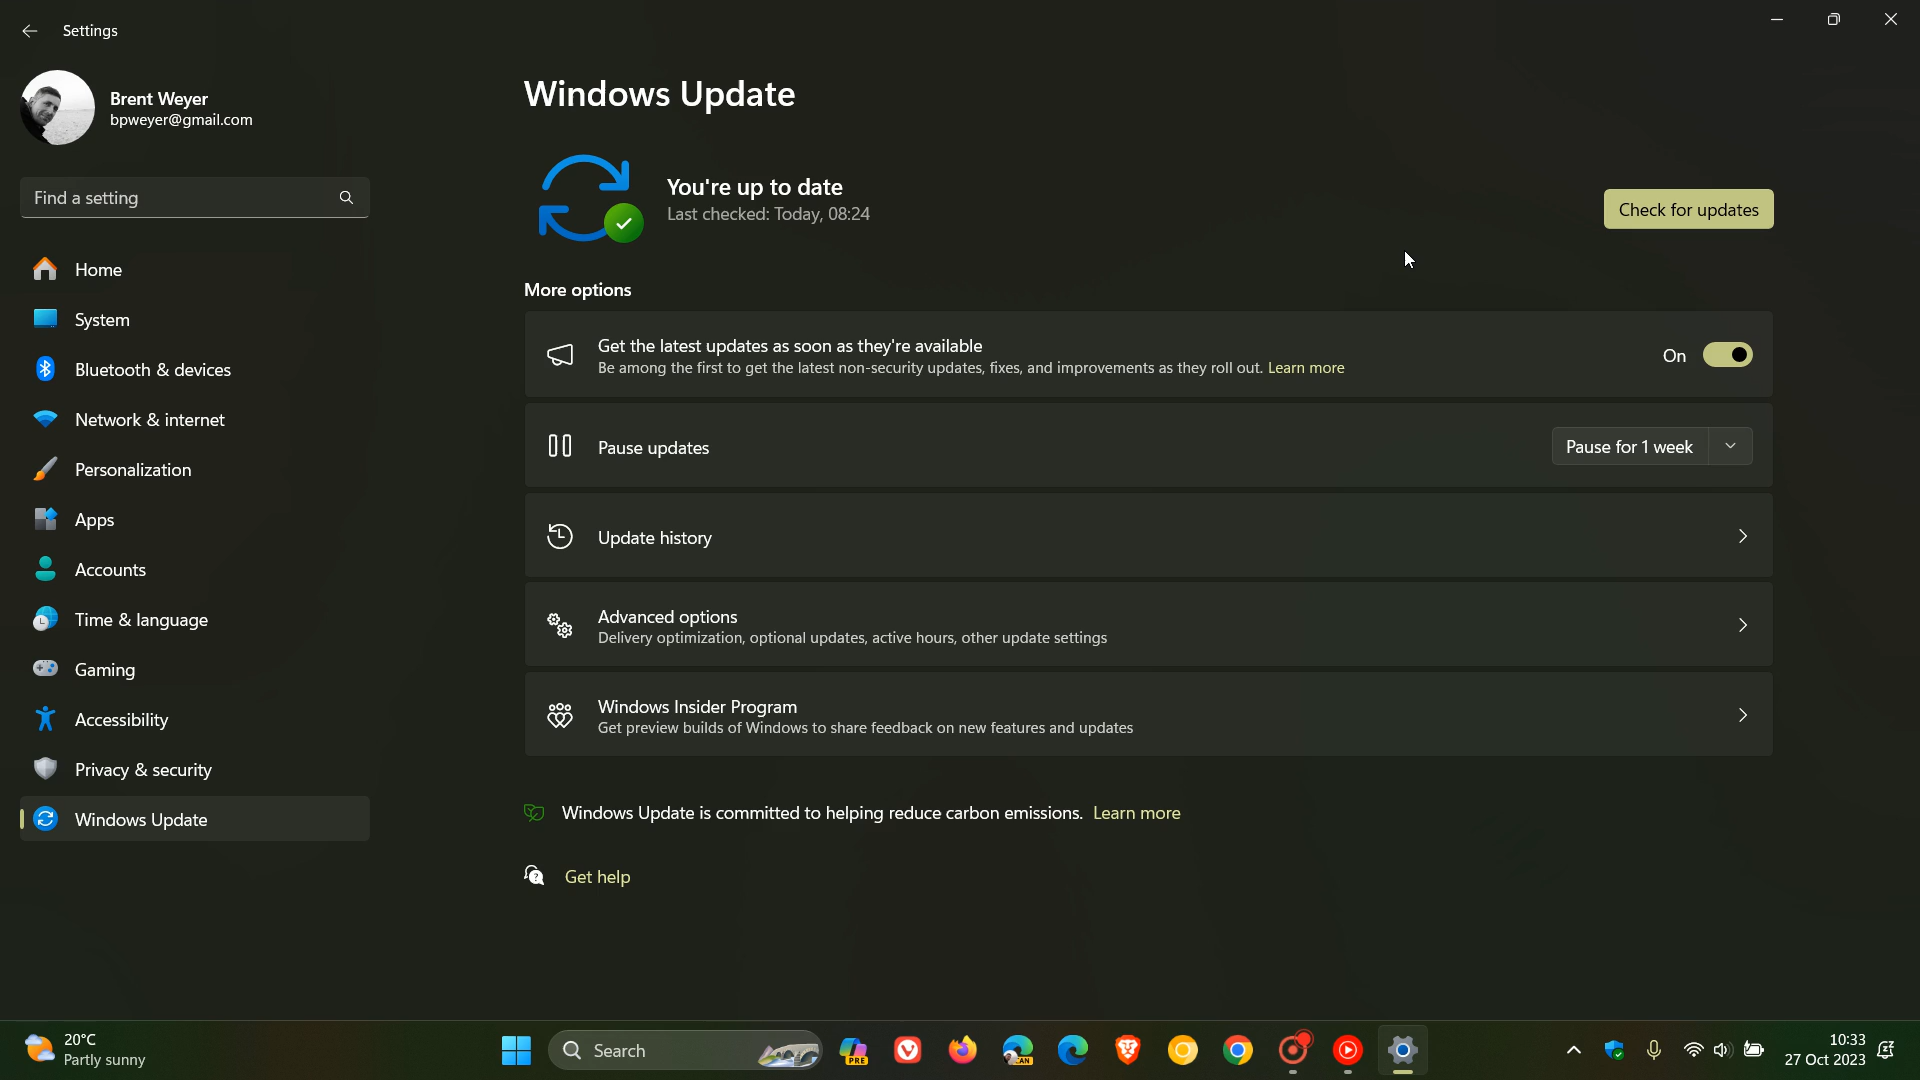 Settings
Brent Weyer
bpweyer@gmail.com
Find a setting
Home
System
Bluetooth & devices
Network & internet
Personalization
Apps
Accounts
Time & language
Gaming
Accessibility
Privacy & security
Windows Update
Windows Update
You're up to date
Last checked: Today, 08:24
Check for updates
More options
Get the latest updates as soon as they're available
Be among the first to get the latest non-security updates, fixes, and improvements as they roll out. Learn more
On
Pause updates
Pause for 1 week
Update history
Advanced options
Delivery optimization, optional updates, active hours, other update settings
Windows Insider Program
Get preview builds of Windows to share feedback on new features and updates
Windows Update is committed to helping reduce carbon emissions. Learn more
Get help
20°C
Partly sunny
Search
PRE
CAN
10:33
27 Oct 2023